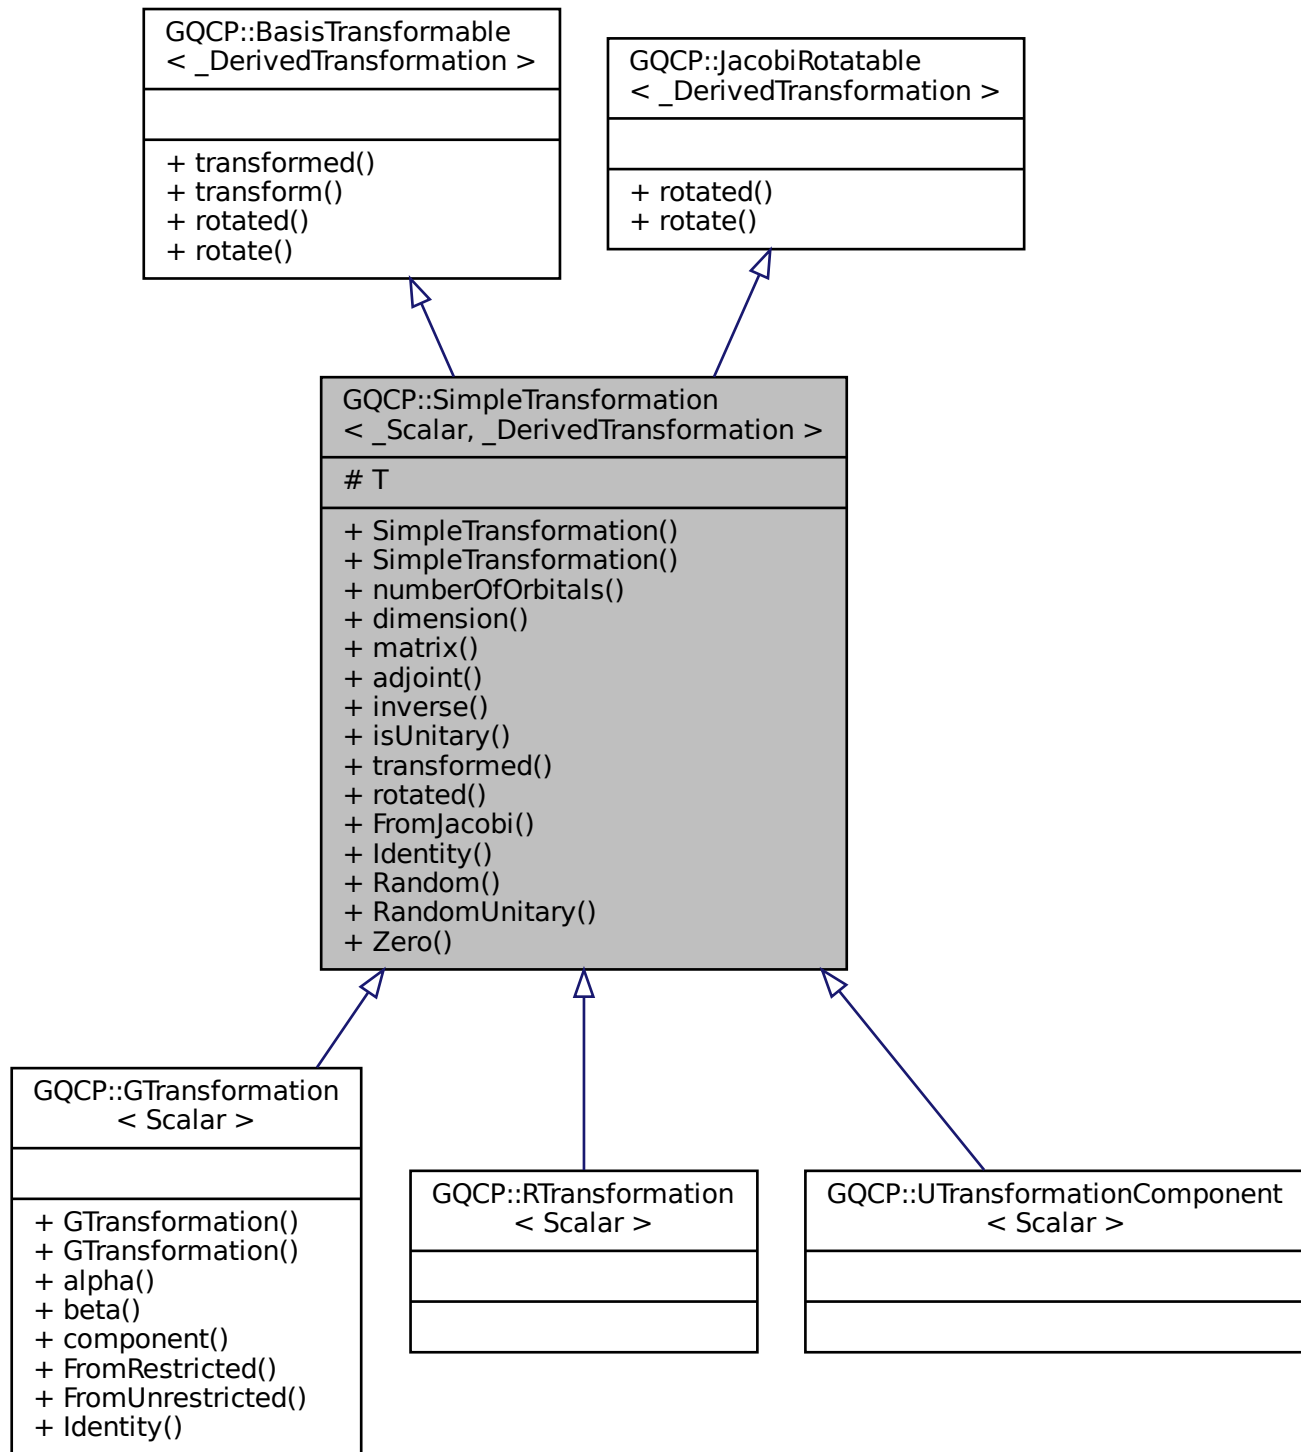 GQCP::BasisTransformable
< _DerivedTransformation >
+ transformed()
+ transform()
+ rotated()
+ rotate()
GQCP::JacobiRotatable
< _DerivedTransformation >
+ rotated()
+ rotate()
GQCP::SimpleTransformation
< _Scalar, _DerivedTransformation >
# T
+ SimpleTransformation()
+ SimpleTransformation()
+ numberOfOrbitals()
+ dimension()
+ matrix()
+ adjoint()
+ inverse()
+ isUnitary()
+ transformed()
+ rotated()
+ FromJacobi()
+ Identity()
+ Random()
+ RandomUnitary()
+ Zero()
GQCP::GTransformation
< Scalar >
+ GTransformation()
+ GTransformation()
+ alpha()
+ beta()
+ component()
+ FromRestricted()
+ FromUnrestricted()
+ Identity()
GQCP::RTransformation
< Scalar >
GQCP::UTransformationComponent
< Scalar >